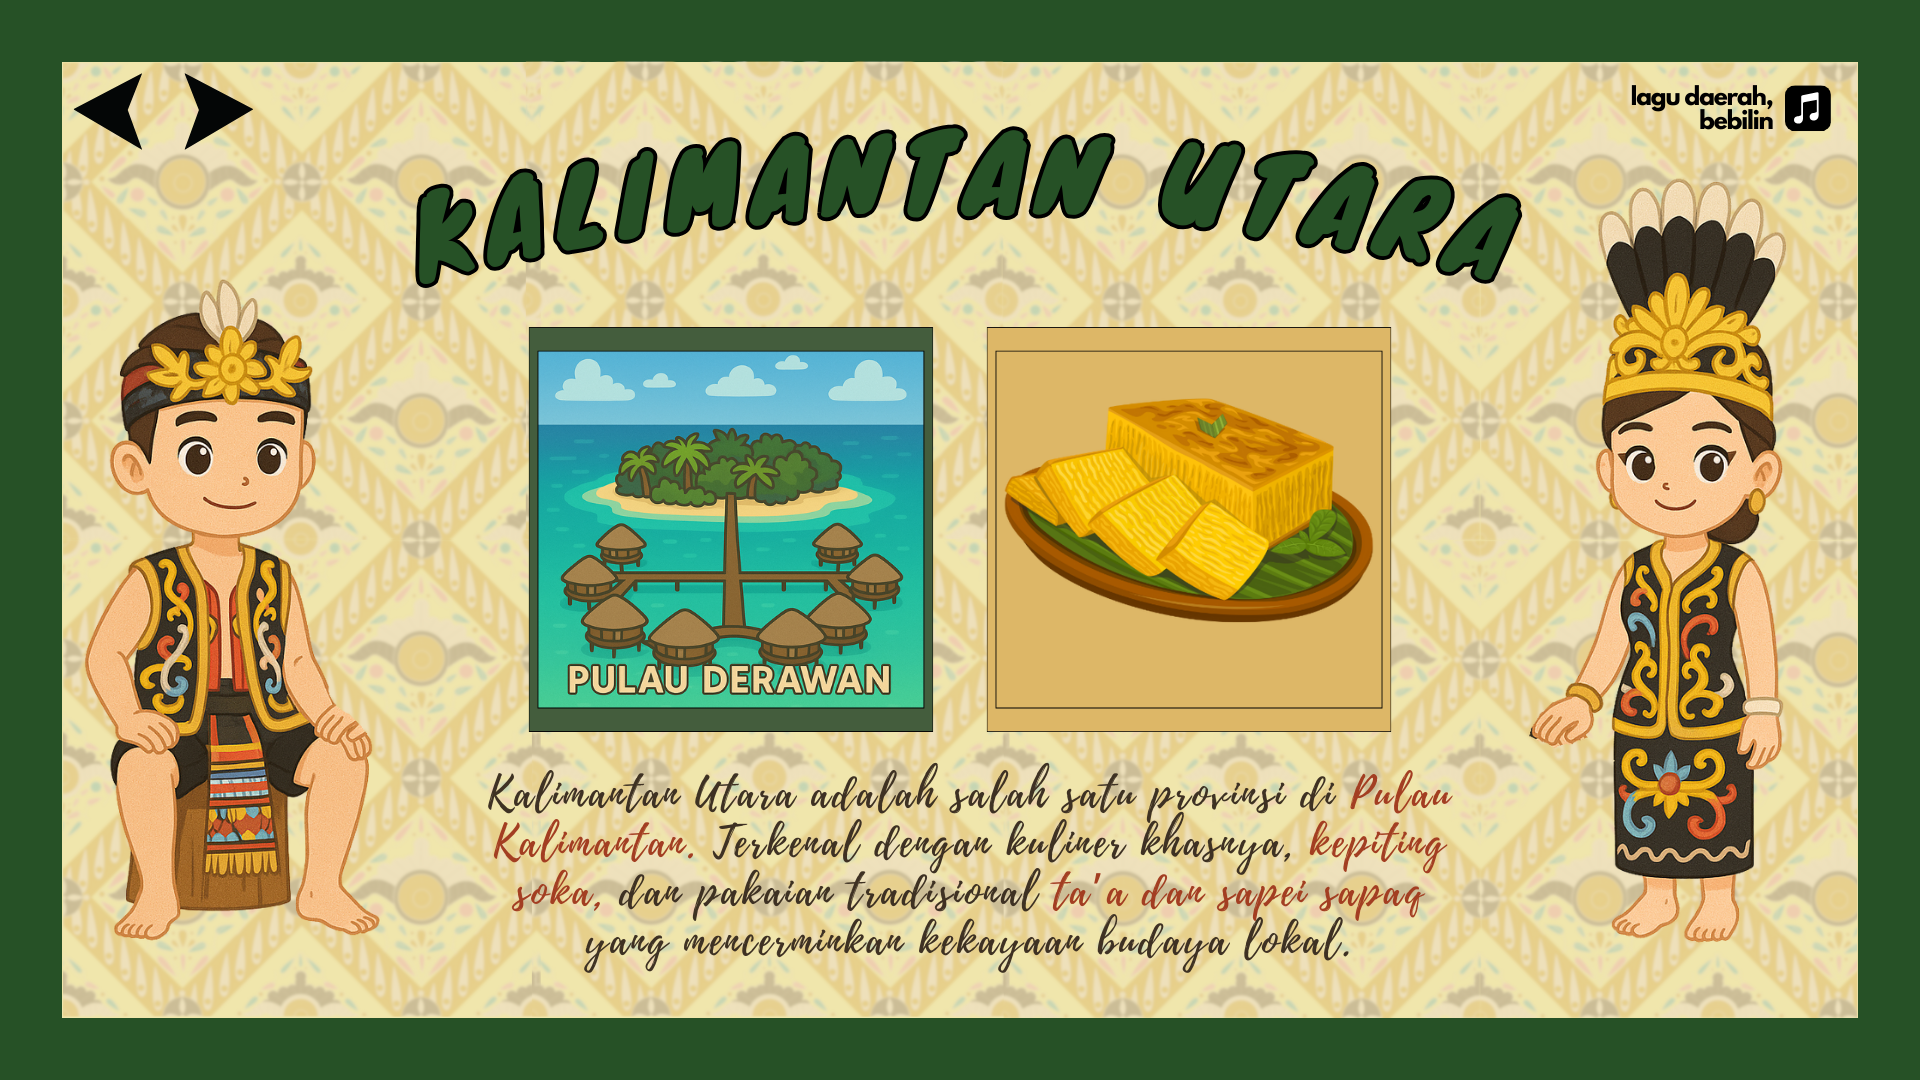 lagu daerah,
bebilin
KALIMANTAN UTARA
PULAU DERAWAN
Kalimantan Utara adalah salah satu provinsi di Pulau
Kalimantan. Terkenal dengan kuliner khasnya, kepiting
soka, dan pakaian tradisional ta'a dan sapei sapaq
yang mencerminkan kekayaan budaya lokal.